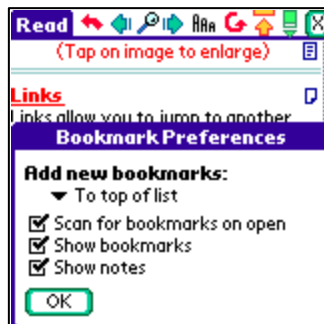 Read AAA
(Tap on image to enlarge)
Links
Links allow you to jump to another
Bookmark Preferences
Add new bookmarks:
To top of list
Scan for bookmarks on open
Show bookmarks
Show notes
OK